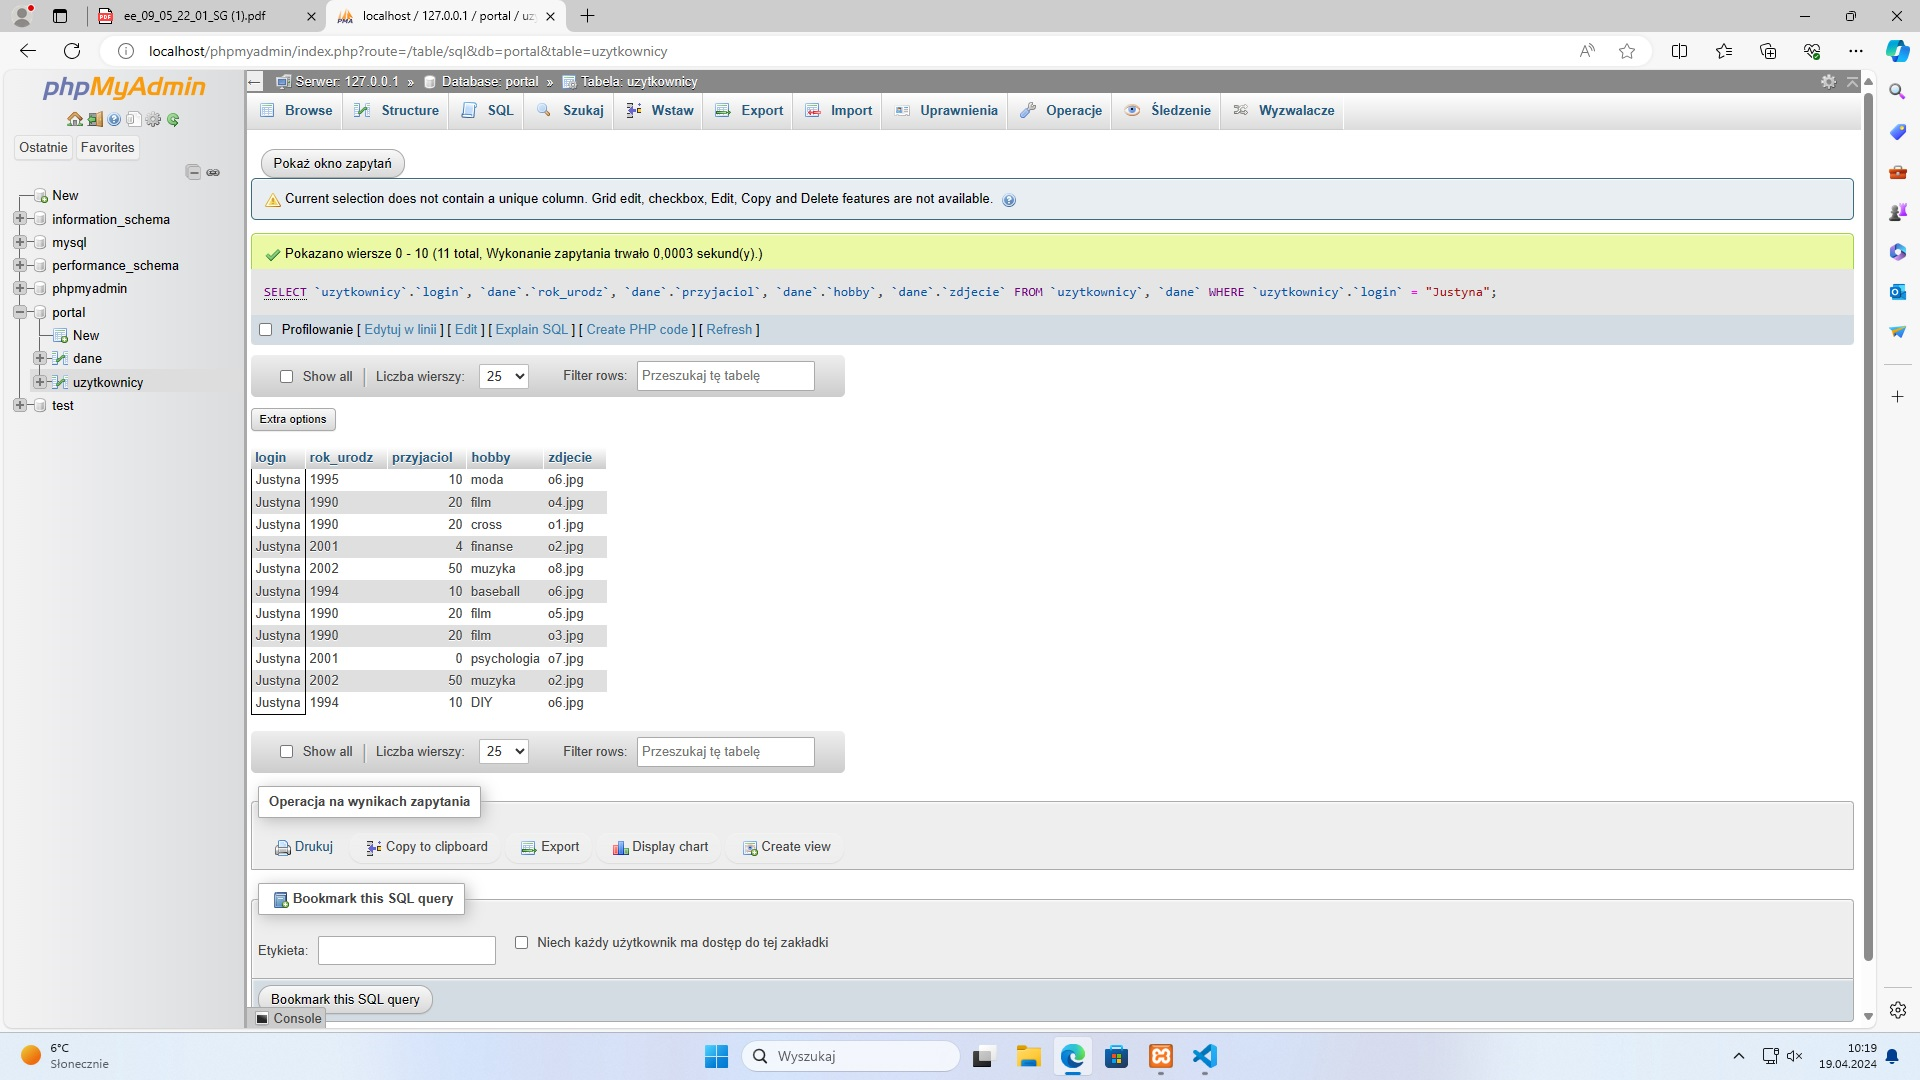 ee_09_05_22_01_SG (1).pdf
localhost / 127.0.0.1 / portal / uz
localhost/phpmyadmin/index.php?route=/table/sql&db=portal&table=uzytkownicy
phpMyAdmin
Ostatnie Favorites
New
information_schema
mysql
performance_schema
phpmyadmin
portal
New
dane
uzytkownicy
test
Serwer: 127.0.0.1 » Database: portal » Tabela: uzytkownicy
Browse Structure SQL Szukaj Wstaw Export Import Uprawnienia Operacje Śledzenie Wyzwalacze
Pokaż okno zapytań
Current selection does not contain a unique column. Grid edit, checkbox, Edit, Copy and Delete features are not available.
Pokazano wiersze 0 - 10 (11 total, Wykonanie zapytania trwało 0,0003 sekund(y).)
SELECT `uzytkownicy`.`login`, `dane`.`rok_urodz`, `dane`.`przyjaciol`, `dane`.`hobby`, `dane`.`zdjecie` FROM `uzytkownicy`, `dane` WHERE `uzytkownicy`.`login` = "Justyna";
Profilowanie [ Edytuj w linii ] [ Edit ] [ Explain SQL ] [ Create PHP code ] [ Refresh ]
Show all Liczba wierszy: 25 Filter rows: Przeszukaj tę tabelę
Extra options
login rok_urodz przyjaciol hobby zdjecie
Justyna 1995 10 moda o6.jpg
Justyna 1990 20 film o4.jpg
Justyna 1990 20 cross o1.jpg
Justyna 2001 4 finanse o2.jpg
Justyna 2002 50 muzyka o8.jpg
Justyna 1994 10 baseball o6.jpg
Justyna 1990 20 film o5.jpg
Justyna 1990 20 film o3.jpg
Justyna 2001 0 psychologia o7.jpg
Justyna 2002 50 muzyka o2.jpg
Justyna 1994 10 DIY o6.jpg
Show all Liczba wierszy: 25 Filter rows: Przeszukaj tę tabelę
Operacja na wynikach zapytania
Drukuj Copy to clipboard Export Display chart Create view
Bookmark this SQL query
Etykieta: Niech każdy użytkownik ma dostęp do tej zakładki
Bookmark this SQL query
Console
6°C
Słonecznie
Wyszukaj
10:19
19.04.2024